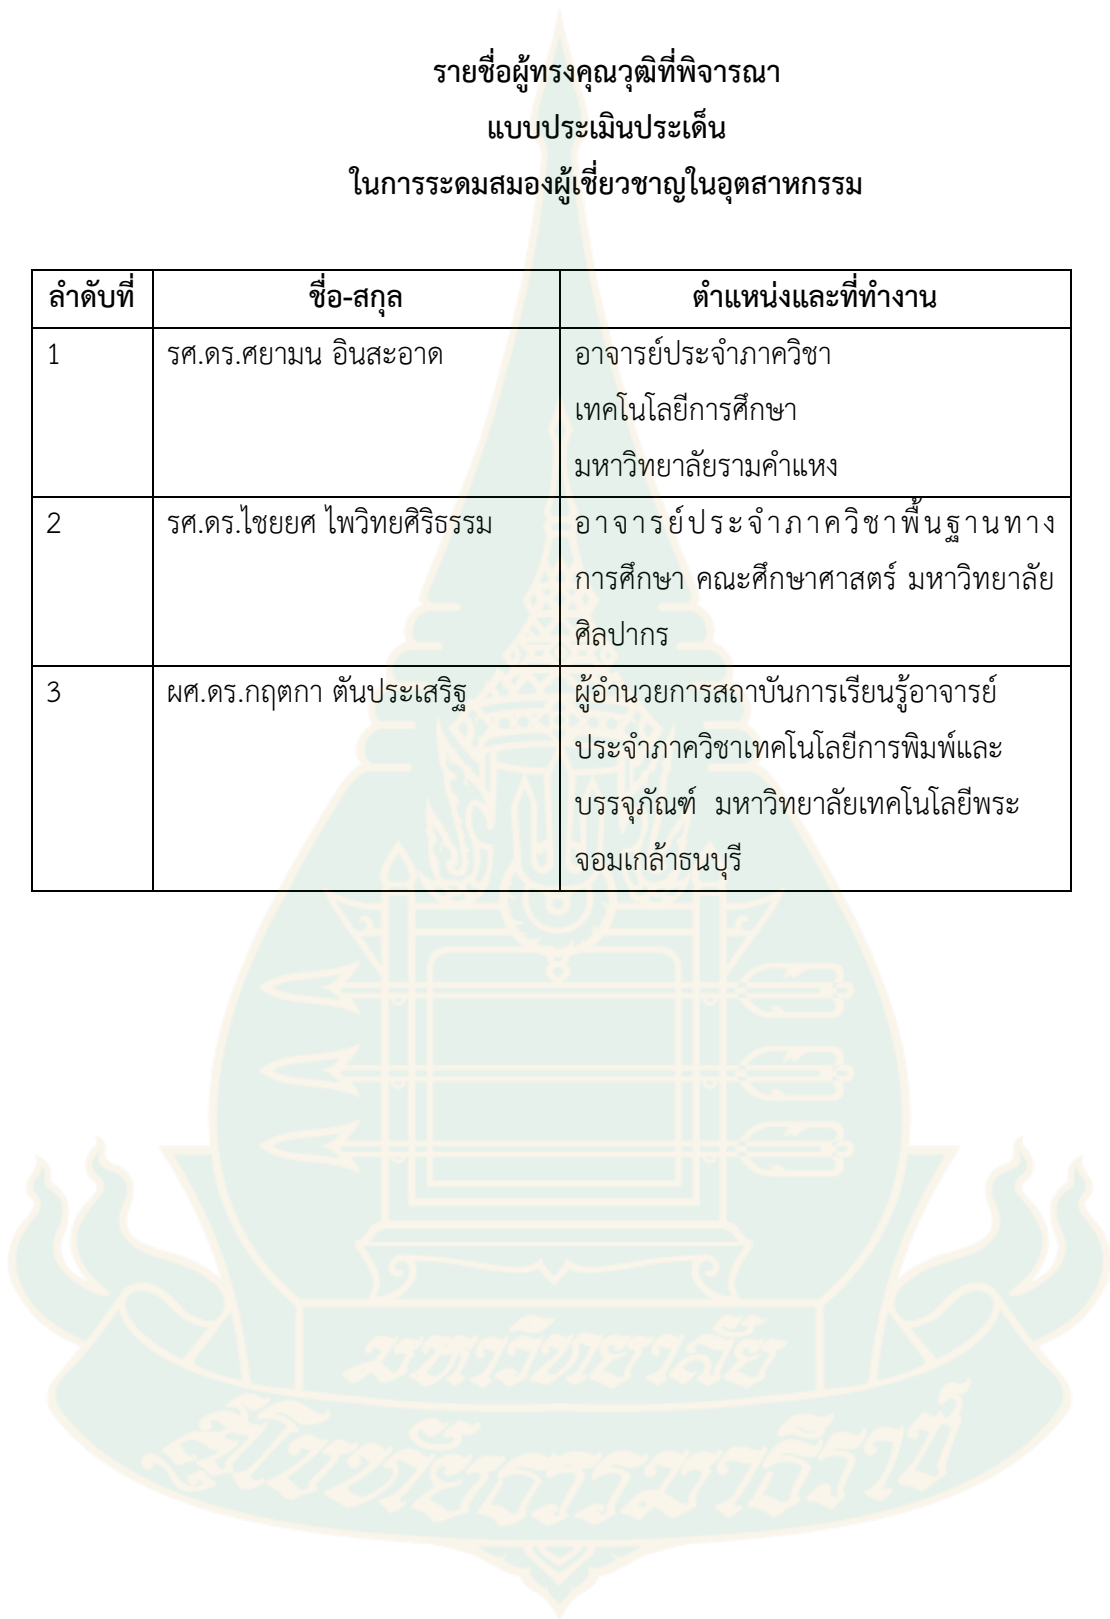 รายชื่อผู้ทรงคุณวุฒิที่พิจารณา
แบบประเมินประเด็น
ในการระดมสมองผู้เชี่ยวชาญในอุตสาหกรรม
ลำดับที่ ชื่อ-สกุล ตำแหน่งและที่ทำงาน
1 รศ.ดร.ศยามน อินสะอาด อาจารย์ประจำภาควิชา
เทคโนโลยีการศึกษา
มหาวิทยาลัยรามคำแหง
2 รศ.ดร.ไชยยศ ไพวิทยศิริธรรม อาจารย์ประจำภาควิชาพื้นฐานทาง
การศึกษา คณะศึกษาศาสตร์ มหาวิทยาลัย
ศิลปากร
3 ผศ.ดร.กฤตกา ตันประเสริฐ ผู้อำนวยการสถาบันการเรียนรู้อาจารย์
ประจำภาควิชาเทคโนโลยีการพิมพ์และ
บรรจุภัณฑ์ มหาวิทยาลัยเทคโนโลยีพระ
จอมเกล้าธนบุรี
มหาวิทยาลัย
สุโขทัยธรรมาธิราช